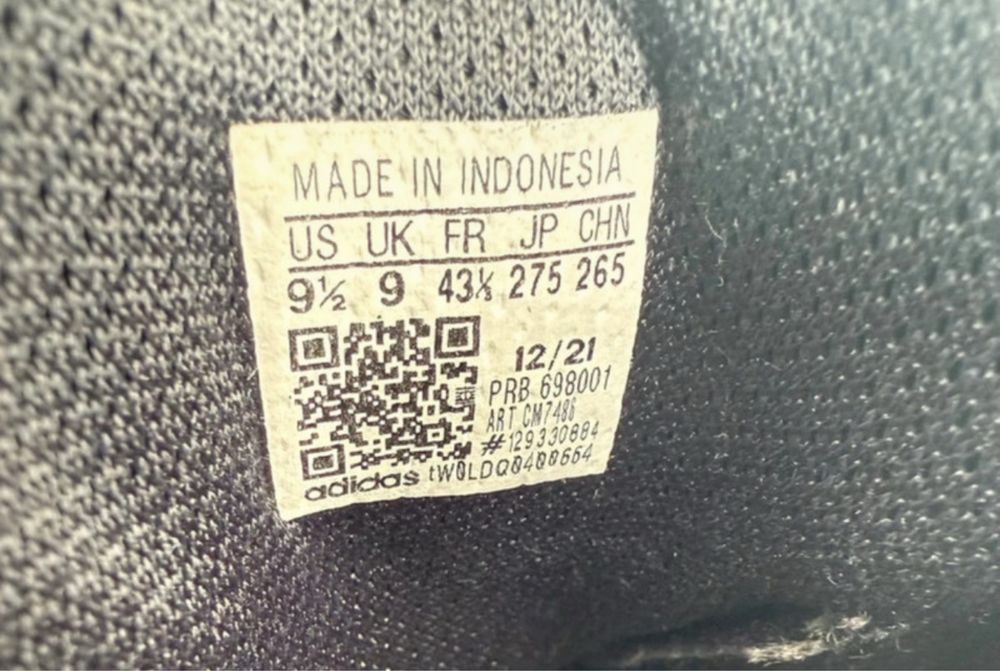 MADE IN INDONESIA
US UK FR JP CHN
9½ 9 43⅓ 275 265
12/21
PRB 698001
ART CM7486
#129330884
adidas